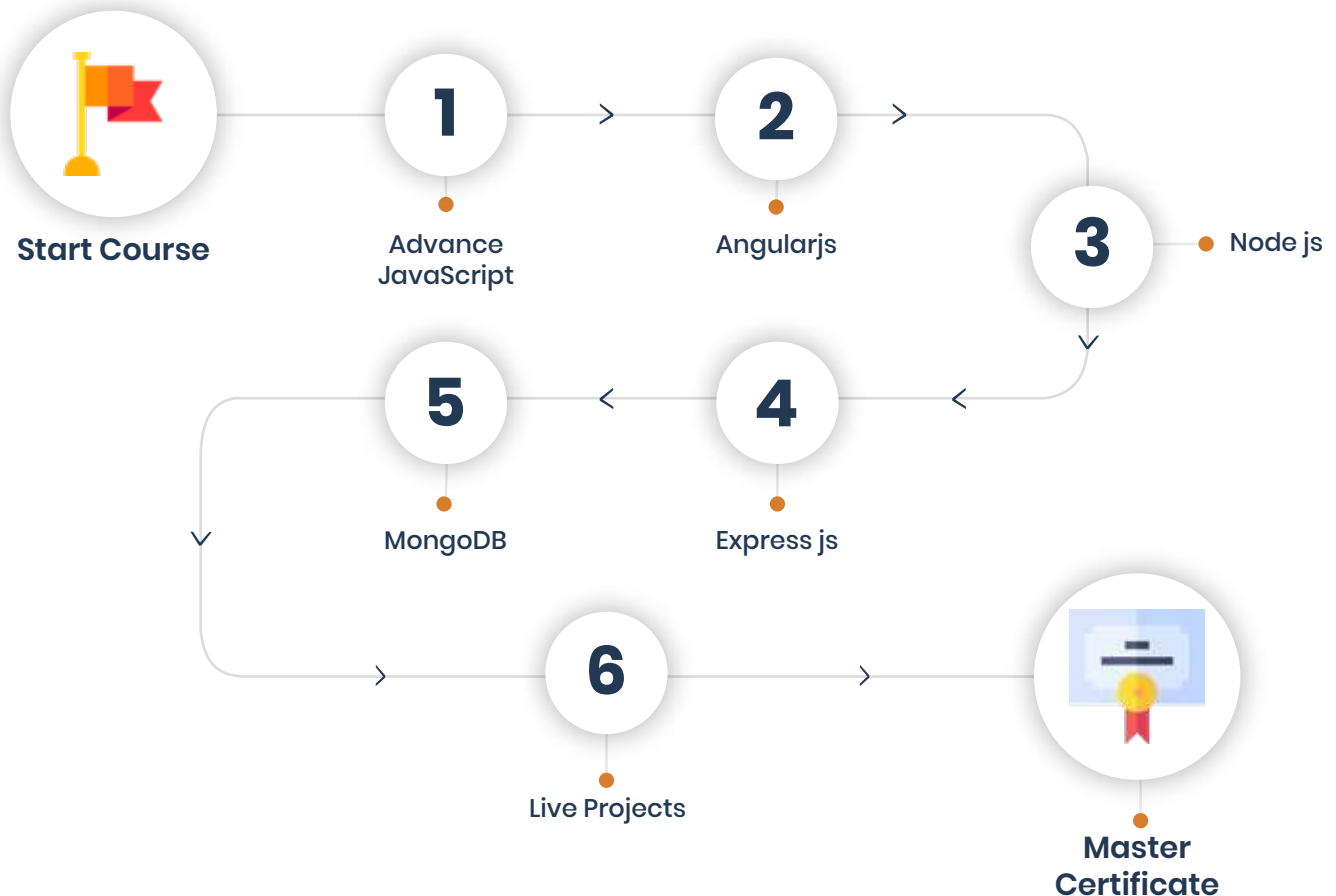 Start Course
1
Advance
JavaScript
2
Angularjs
3
Node js
4
Express js
5
MongoDB
6
Live Projects
Master
Certificate